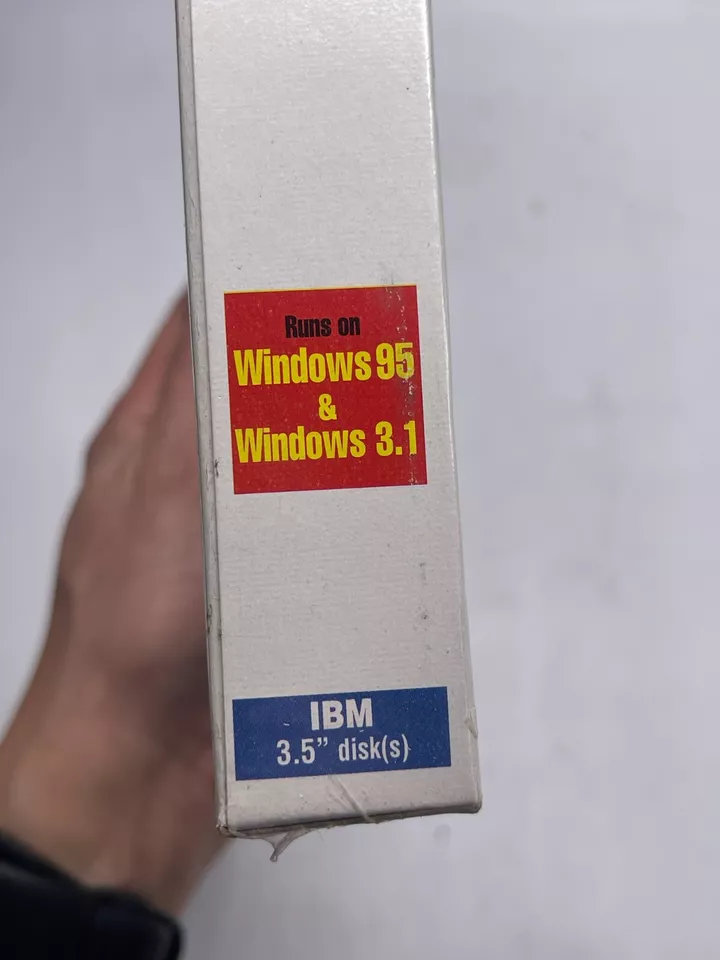 Runs on
Windows 95
&
Windows 3.1
IBM
3.5” disk(s)